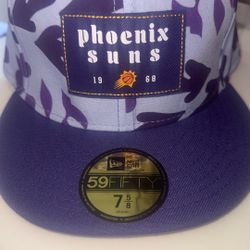 phoenix
suns
19 68
NEW ERA
59FIFTY
7 5/8